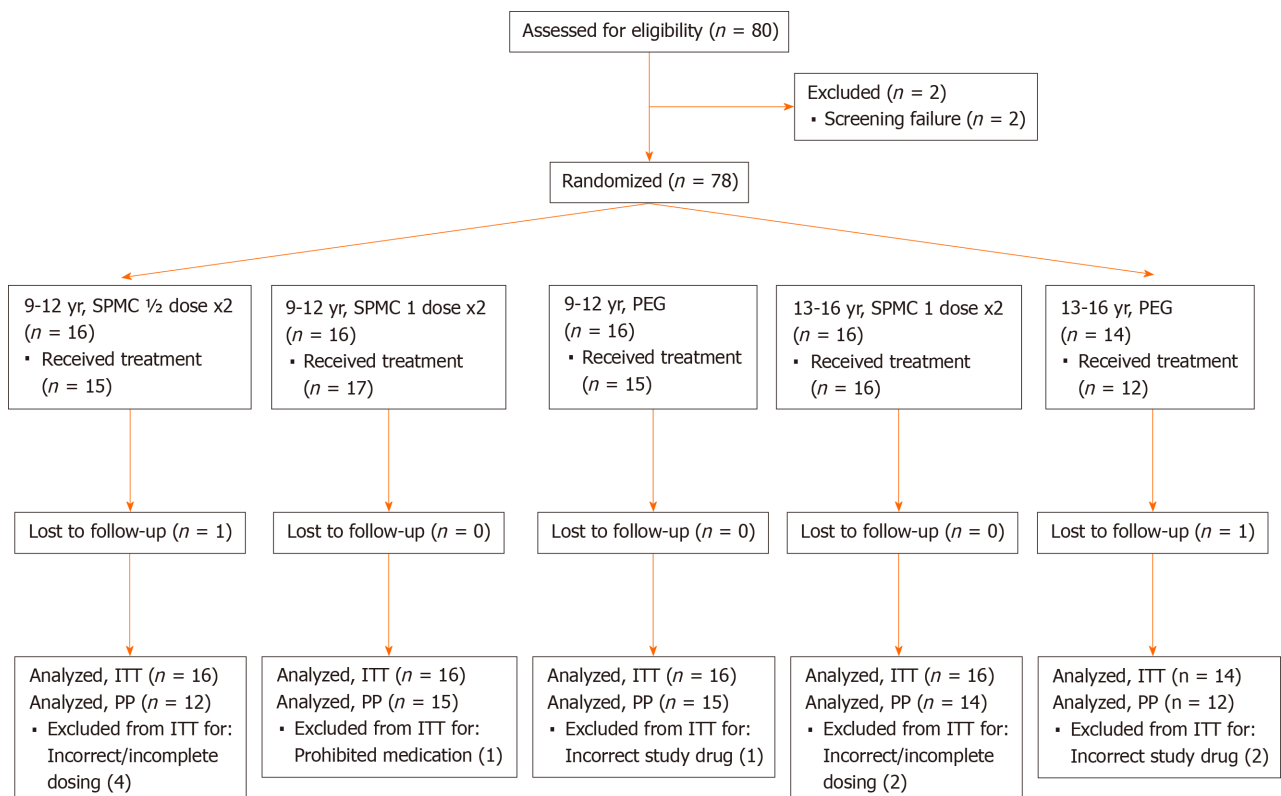 Assessed for eligibility (n = 80)
Excluded (n = 2)
▪ Screening failure (n = 2)
Randomized (n = 78)
9-12 yr, SPMC ½ dose x2
(n = 16)
▪ Received treatment
(n = 15)
9-12 yr, SPMC 1 dose x2
(n = 16)
▪ Received treatment
(n = 17)
9-12 yr, PEG
(n = 16)
▪ Received treatment
(n = 15)
13-16 yr, SPMC 1 dose x2
(n = 16)
▪ Received treatment
(n = 16)
13-16 yr, PEG
(n = 14)
▪ Received treatment
(n = 12)
Lost to follow-up (n = 1)
Lost to follow-up (n = 0)
Lost to follow-up (n = 0)
Lost to follow-up (n = 0)
Lost to follow-up (n = 1)
Analyzed, ITT (n = 16)
Analyzed, PP (n = 12)
▪ Excluded from ITT for:
Incorrect/incomplete
dosing (4)
Analyzed, ITT (n = 16)
Analyzed, PP (n = 15)
▪ Excluded from ITT for:
Prohibited medication (1)
Analyzed, ITT (n = 16)
Analyzed, PP (n = 15)
▪ Excluded from ITT for:
Incorrect study drug (1)
Analyzed, ITT (n = 16)
Analyzed, PP (n = 14)
▪ Excluded from ITT for:
Incorrect/incomplete
dosing (2)
Analyzed, ITT (n = 14)
Analyzed, PP (n = 12)
▪ Excluded from ITT for:
Incorrect study drug (2)